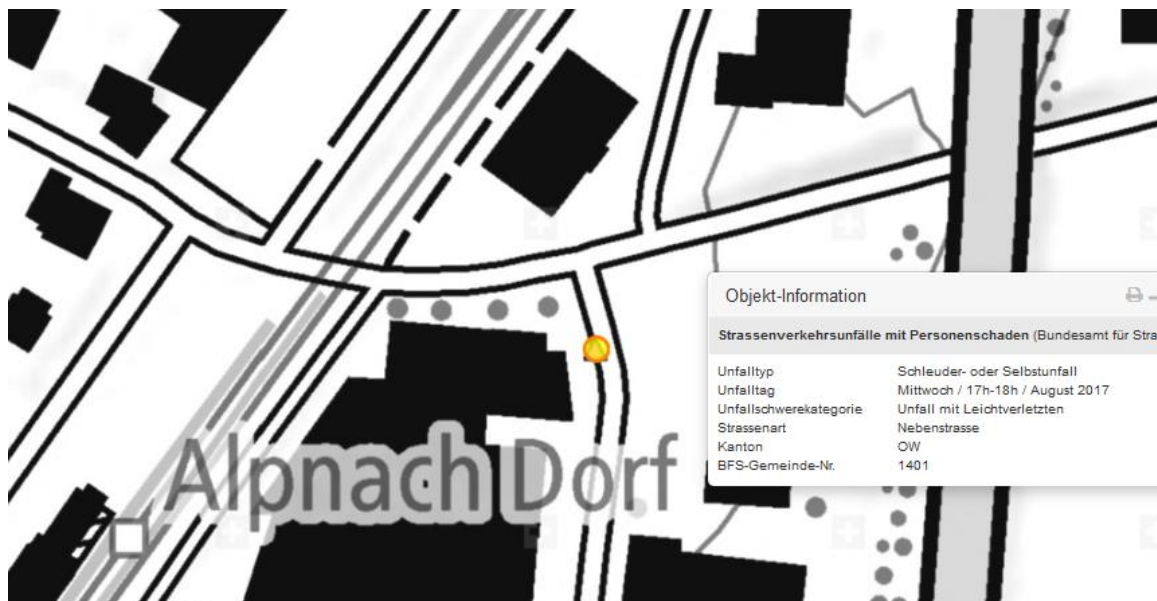 Objekt-Information
Strassenverkehrsunfälle mit Personenschaden (Bundesamt für Stra
Unfalltyp Schleuder- oder Selbstunfall
Unfalltag Mittwoch / 17h-18h / August 2017
Unfallschwerekategorie Unfall mit Leichtverletzten
Strassenart Nebenstrasse
Kanton OW
BFS-Gemeinde-Nr. 1401
Alpnach Dorf